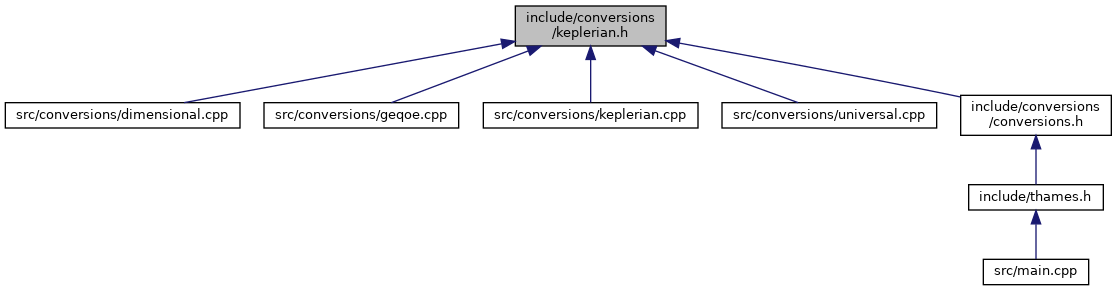 include/conversions
/keplerian.h
src/conversions/dimensional.cpp
src/conversions/geqoe.cpp
src/conversions/keplerian.cpp
src/conversions/universal.cpp
include/conversions
/conversions.h
include/thames.h
src/main.cpp